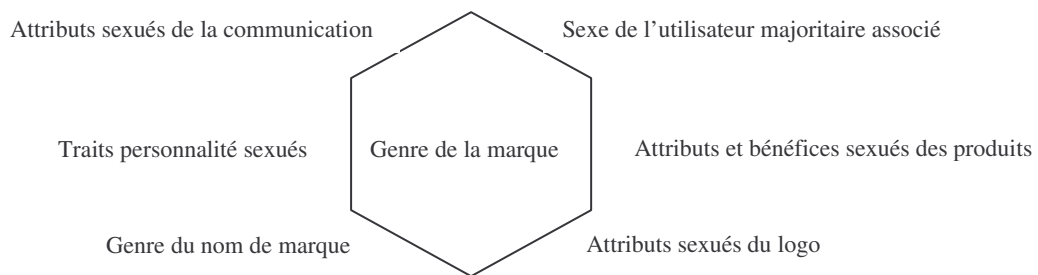 Attributs sexués de la communication
Sexe de l’utilisateur majoritaire associé
Traits personnalité sexués
Genre de la marque
Attributs et bénéfices sexués des produits
Genre du nom de marque
Attributs sexués du logo